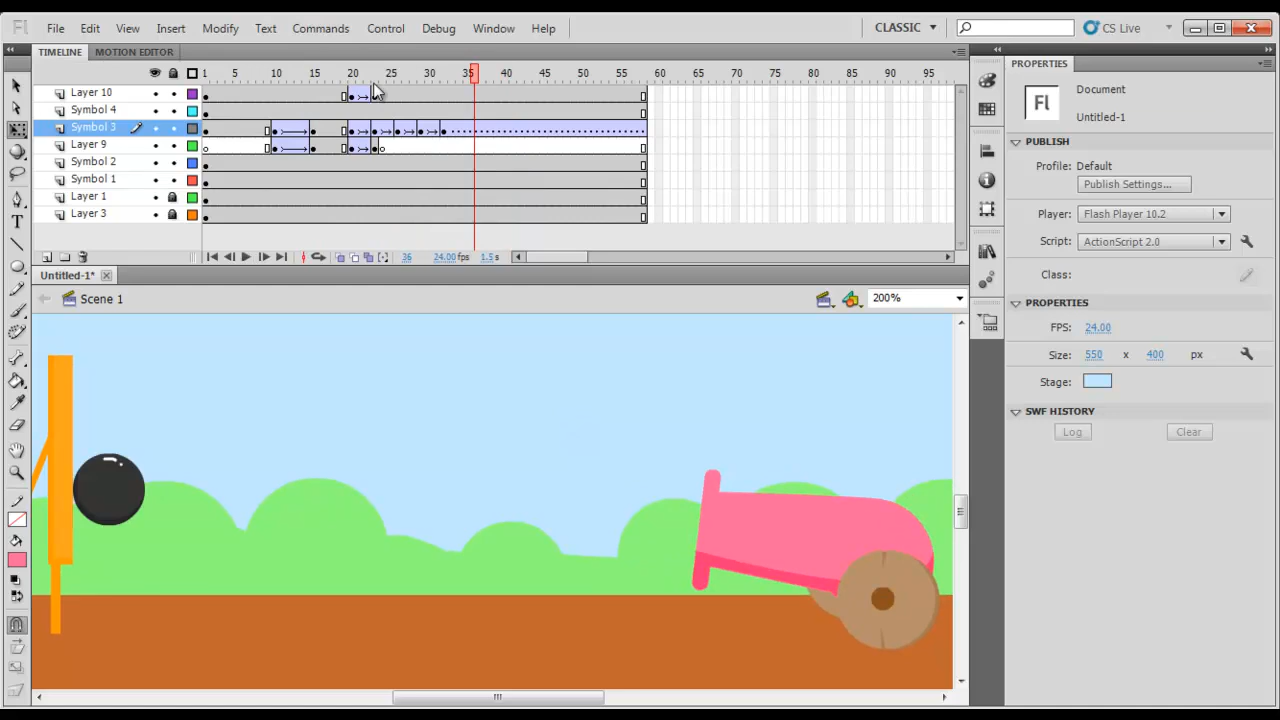 Fl File Edit View Insert Modify Text Commands Control Debug Window Help CLASSIC CS Live
TIMELINE MOTION EDITOR
1 5 10 15 20 25 30 35 40 45 50 55 60 65 70 75 80 85 90 95
Layer 10
Symbol 4
Symbol 3
Layer 9
Symbol 2
Symbol 1
Layer 1
Layer 3
36 24.00 fps 1.5 s
Untitled-1*
Scene 1 200%
PROPERTIES
Fl Document
Untitled-1
PUBLISH
Profile: Default
Publish Settings...
Player: Flash Player 10.2
Script: ActionScript 2.0
Class:
PROPERTIES
FPS: 24.00
Size: 550 x 400 px
Stage:
SWF HISTORY
Log Clear